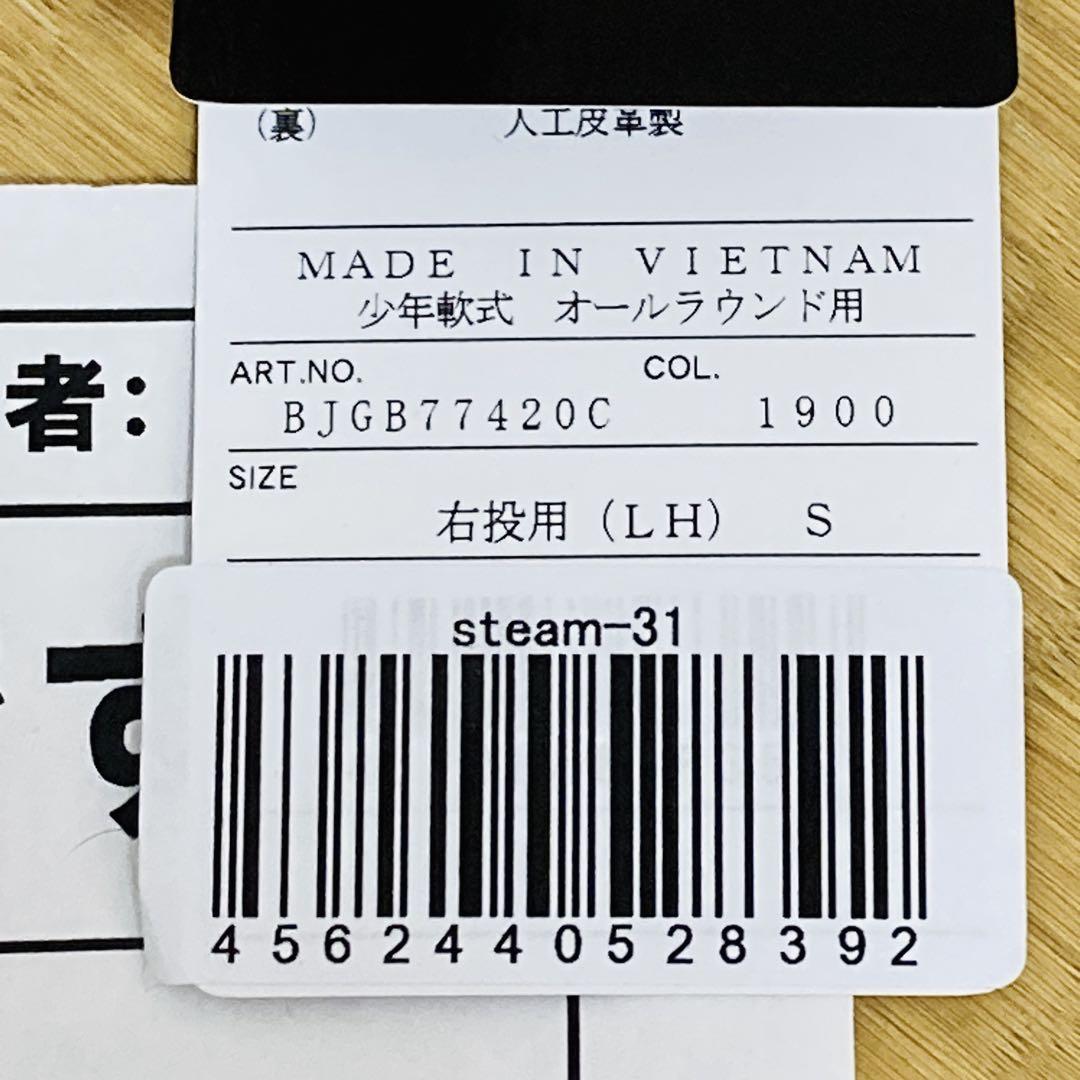 （裏） 人工皮革製
MADE IN VIETNAM
少年軟式 オールラウンド用
ART.NO. COL.
BJGB77420C 1900
SIZE
右投用（LH） S
steam-31
4562440528392
者:
す